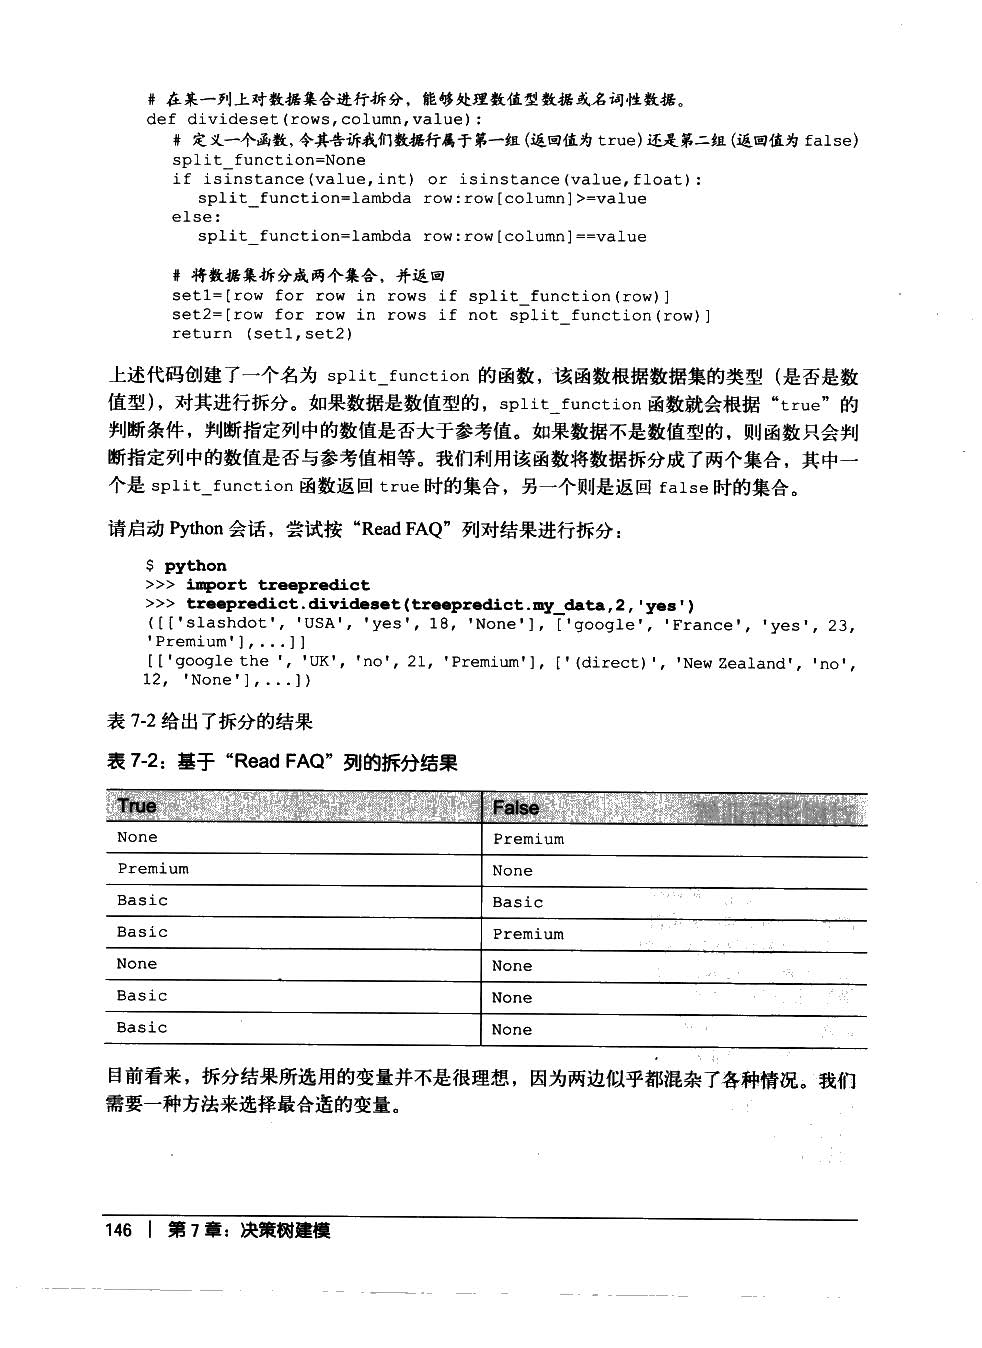 # 在某一列上对数据集合进行拆分，能够处理数值型数据或名词性数据。
def divideset(rows,column,value):
# 定义一个函数，令其告诉我们数据行属于第一组(返回值为 true)还是第二组(返回值为 false)
split_function=None
if isinstance(value,int) or isinstance(value,float):
split_function=lambda row:row[column]>=value
else:
split_function=lambda row:row[column]==value
# 将数据集拆分成两个集合，并返回
set1=[row for row in rows if split_function(row)]
set2=[row for row in rows if not split_function(row)]
return (set1,set2)
上述代码创建了一个名为 split_function 的函数，该函数根据数据集的类型（是否是数
值型），对其进行拆分。如果数据是数值型的，split_function 函数就会根据“true”的
判断条件，判断指定列中的数值是否大于参考值。如果数据不是数值型的，则函数只会判
断指定列中的数值是否与参考值相等。我们利用该函数将数据拆分成了两个集合，其中一
个是 split_function 函数返回 true 时的集合，另一个则是返回 false 时的集合。
请启动 Python 会话，尝试按“Read FAQ”列对结果进行拆分：
$ python
>>> import treepredict
>>> treepredict.divideset(treepredict.my_data,2,'yes')
([['slashdot', 'USA', 'yes', 18, 'None'], ['google', 'France', 'yes', 23,
'Premium'],...]]
[['google the ', 'UK', 'no', 21, 'Premium'], ['(direct)', 'New Zealand', 'no',
12, 'None'],...])
表 7-2 给出了拆分的结果
表 7-2：基于“Read FAQ”列的拆分结果
True False
None Premium
Premium None
Basic Basic
Basic Premium
None None
Basic None
Basic None
目前看来，拆分结果所选用的变量并不是很理想，因为两边似乎都混杂了各种情况。我们
需要一种方法来选择最合适的变量。
146 | 第 7 章：决策树建模